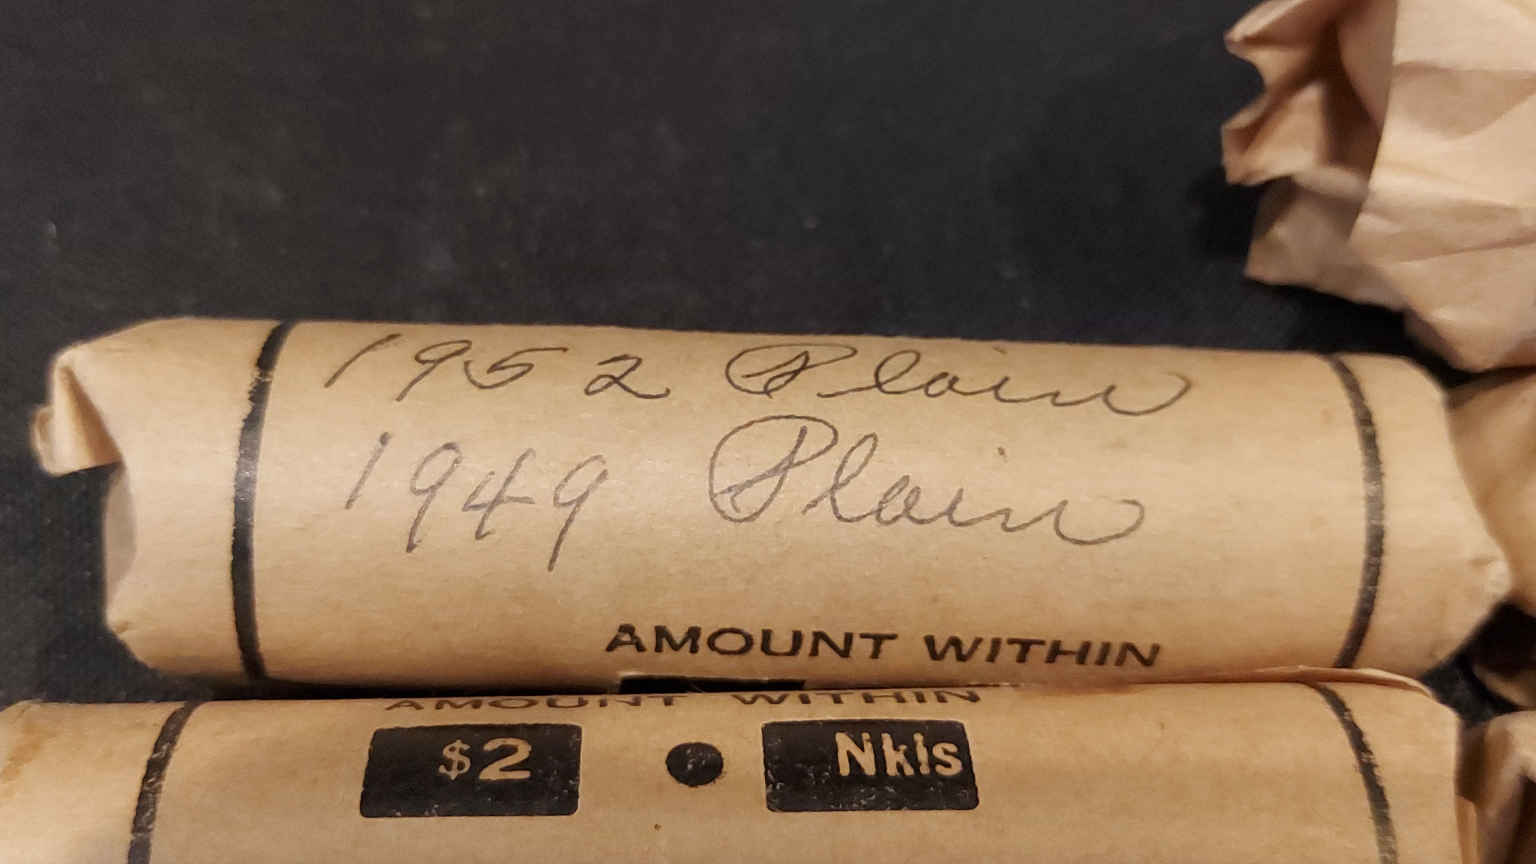 1952 Plain
1949 Plain
AMOUNT WITHIN
AMOUNT WITHIN
$2 Nkls